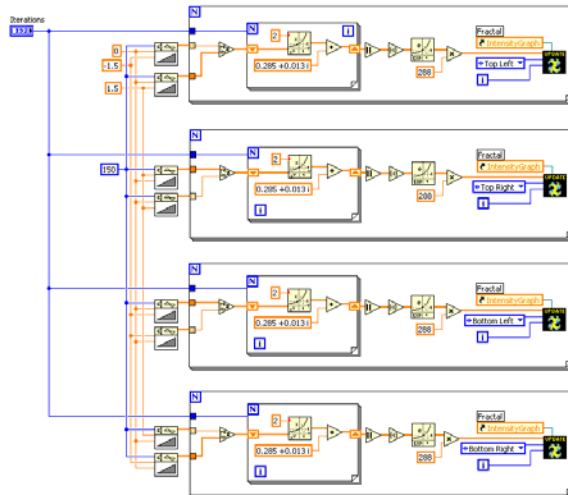 Iterations
N
N
i
Fractal
IntensityGraph
2
0
0.285 +0.013 i
288
Top Left
UPDATE
-1.5
1.5
i
N
N
Fractal
2
IntensityGraph
150
0.285 +0.013 i
288
Top Right
UPDATE
i
i
N
N
Fractal
2
IntensityGraph
0.285 +0.013 i
288
Bottom Left
UPDATE
i
i
N
N
Fractal
2
IntensityGraph
0.285 +0.013 i
288
Bottom Right
UPDATE
i
i